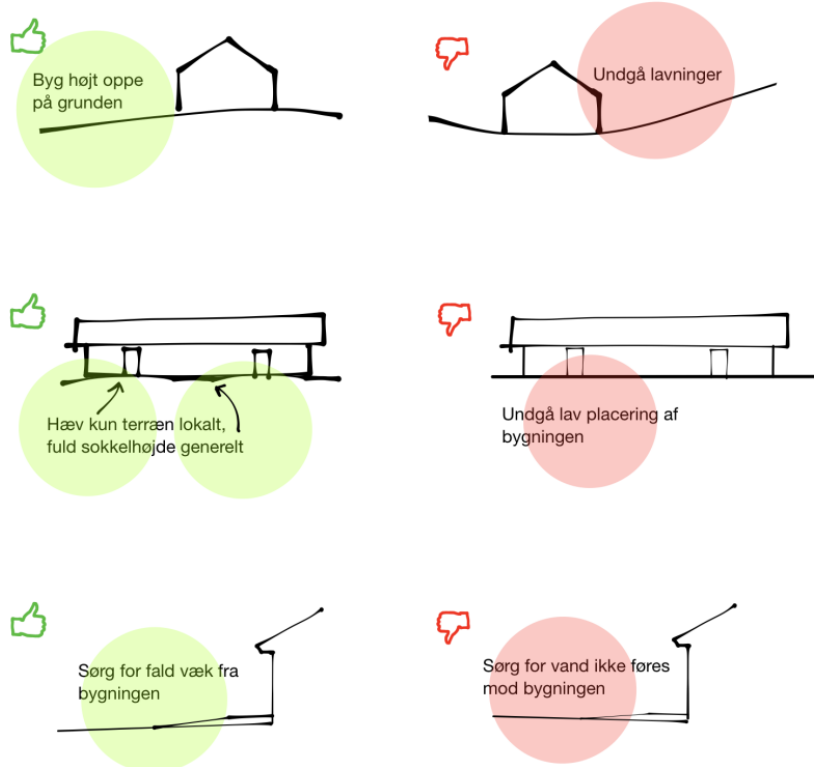 Byg højt oppe
på grunden
Undgå lavninger
Hæv kun terræn lokalt,
fuld sokkelhøjde generelt
Undgå lav placering af
bygningen
Sørg for fald væk fra
bygningen
Sørg for vand ikke føres
mod bygningen